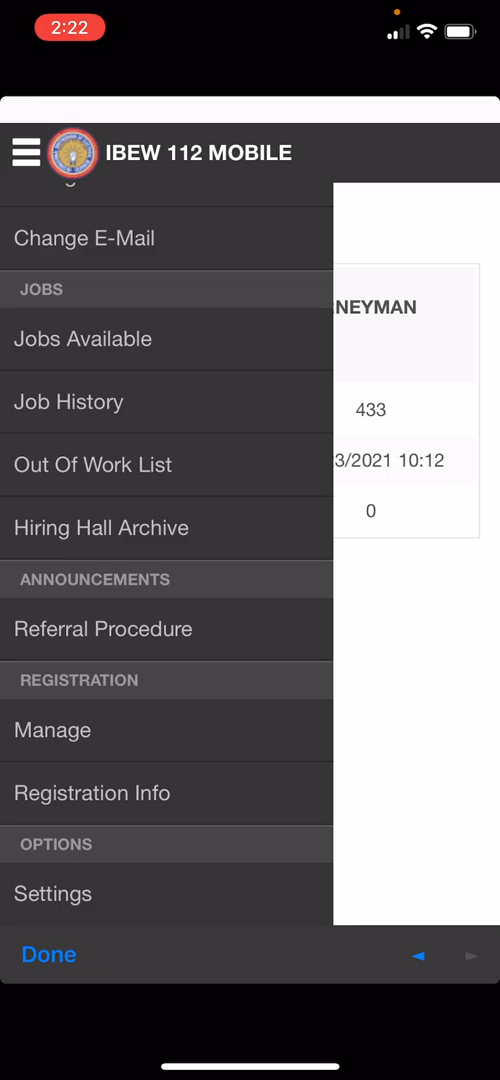 2:22
IBEW 112 MOBILE
Change E-Mail
JOBS
NEYMAN
Jobs Available
Job History
433
Out Of Work List
3/2021 10:12
Hiring Hall Archive
0
ANNOUNCEMENTS
Referral Procedure
REGISTRATION
Manage
Registration Info
OPTIONS
Settings
Done